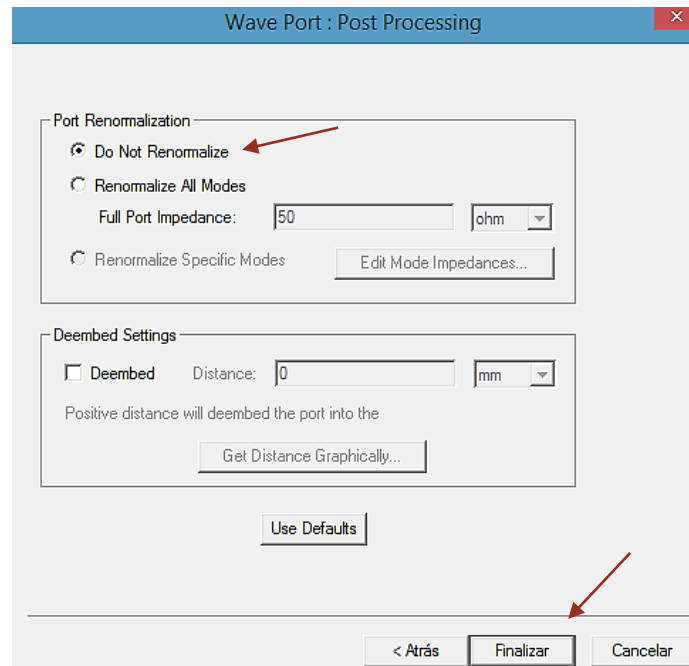 Wave Port : Post Processing
Port Renormalization
Do Not Renormalize
Renormalize All Modes
Full Port Impedance: 50 ohm
Renormalize Specific Modes Edit Mode Impedances...
Deembed Settings
Deembed Distance: 0 mm
Positive distance will deembed the port into the
Get Distance Graphically...
Use Defaults
< Atrás Finalizar Cancelar